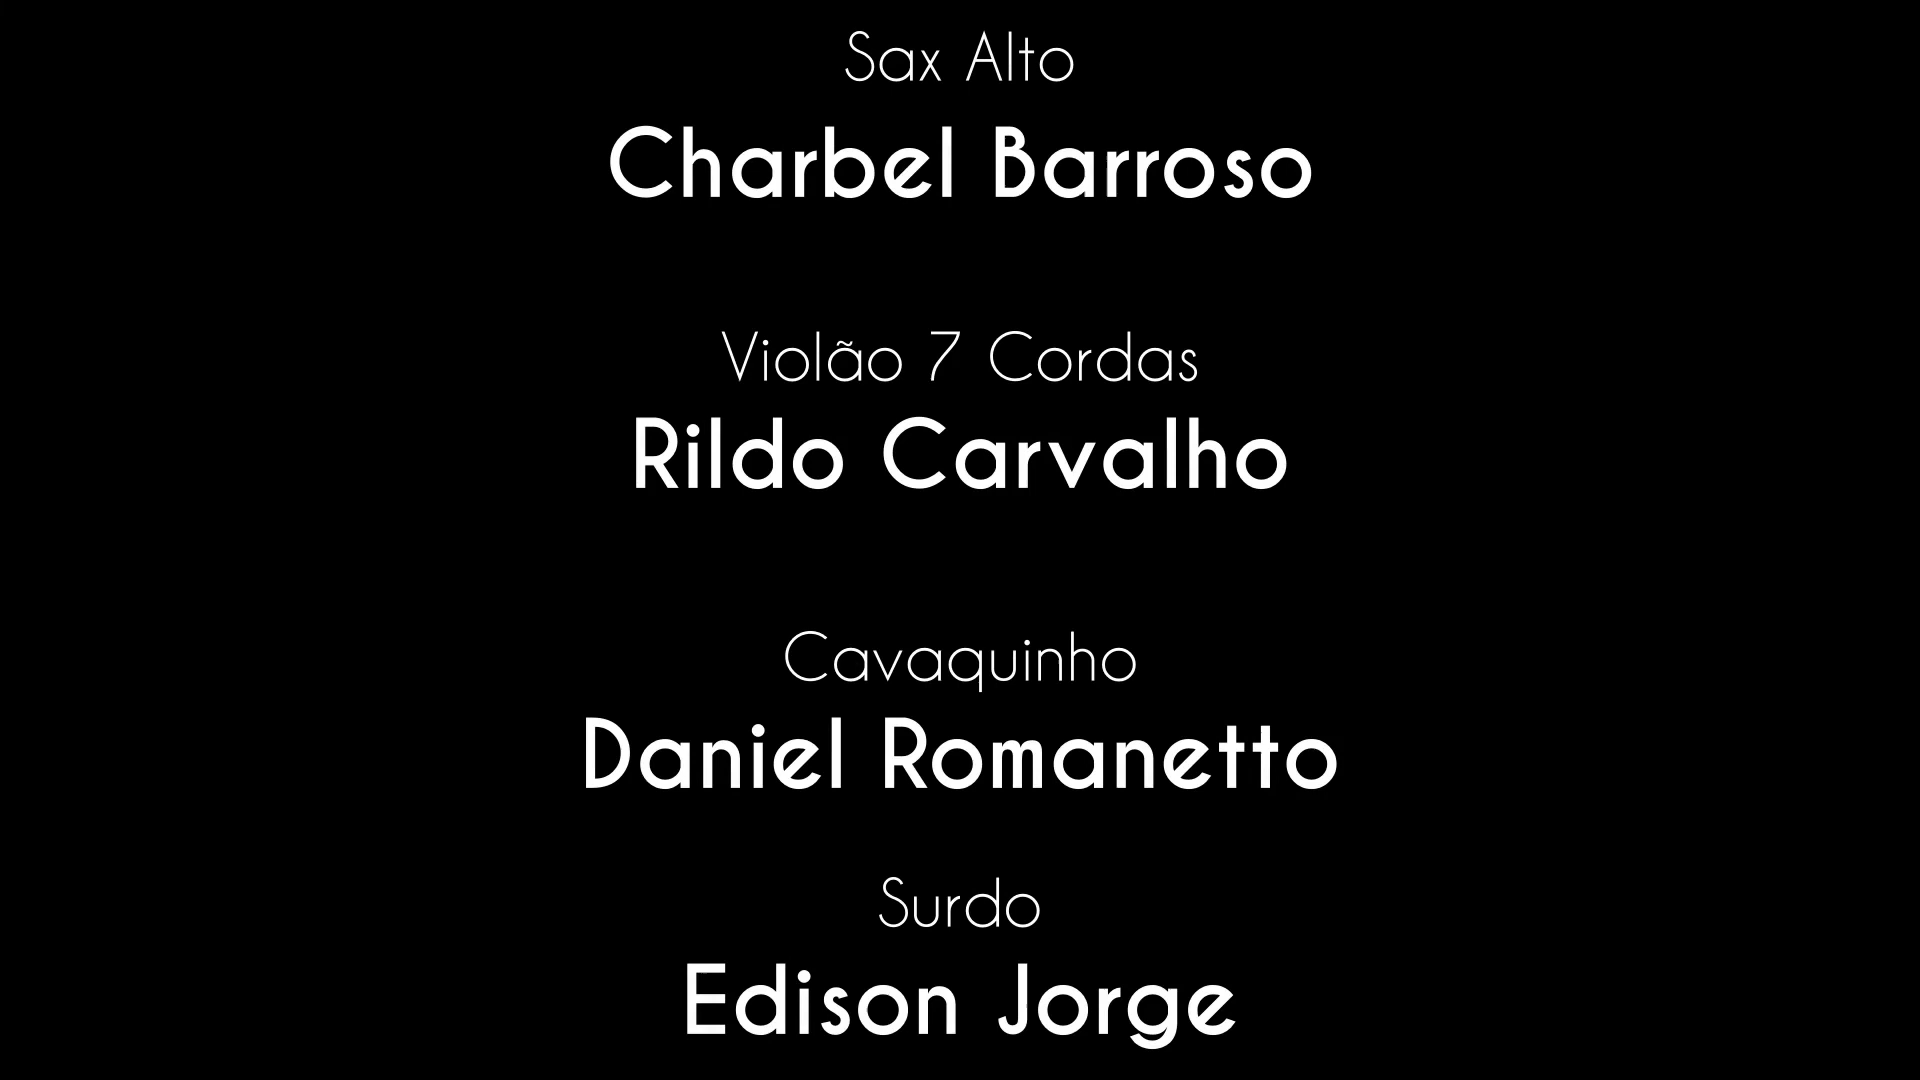 Sax Alto
Charbel Barroso
Violão 7 Cordas
Rildo Carvalho
Cavaquinho
Daniel Romanetto
Surdo
Edison Jorge